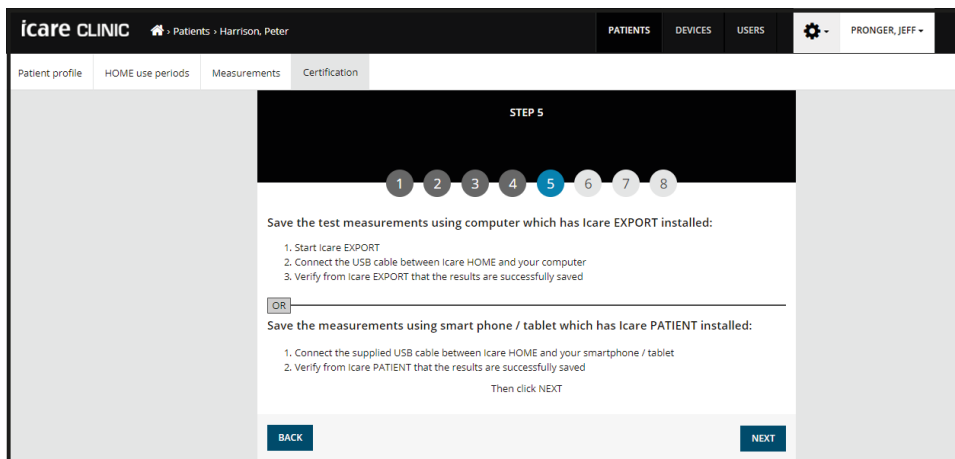 icare CLINIC › Patients › Harrison, Peter PATIENTS DEVICES USERS PRONGER, JEFF
Patient profile HOME use periods Measurements Certification
STEP 5
1 2 3 4 5 6 7 8
Save the test measurements using computer which has Icare EXPORT installed:
1. Start Icare EXPORT
2. Connect the USB cable between Icare HOME and your computer
3. Verify from Icare EXPORT that the results are successfully saved
OR
Save the measurements using smart phone / tablet which has Icare PATIENT installed:
1. Connect the supplied USB cable between Icare HOME and your smartphone / tablet
2. Verify from Icare PATIENT that the results are successfully saved
Then click NEXT
BACK NEXT